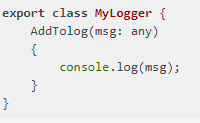 export class MyLogger {
    AddTolog(msg: any)
    {
        console.log(msg);
    }
}